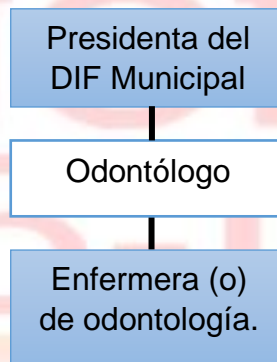 Presidenta del
DIF Municipal
Odontólogo
Enfermera (o)
de odontología.